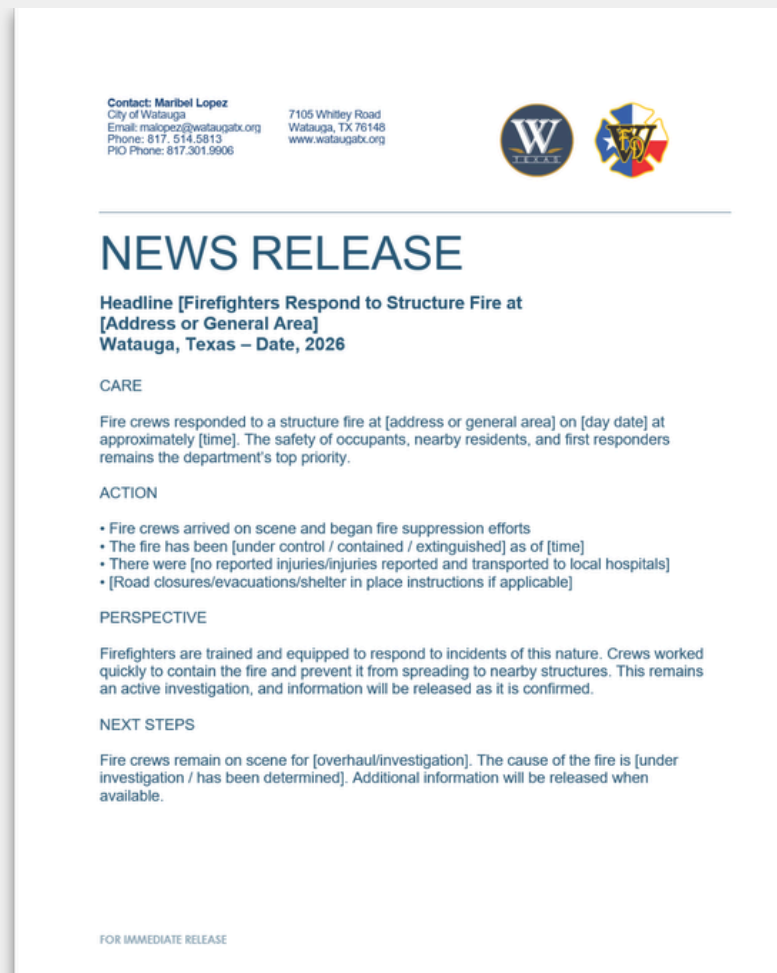 Contact: Maribel Lopez
City of Watauga
Email: malopez@wataugatx.org
Phone: 817. 514.5813
PIO Phone: 817.301.9906
7105 Whitley Road
Watauga, TX 76148
www.wataugatx.org
W
TEXAS
W
F
D
NEWS RELEASE
Headline [Firefighters Respond to Structure Fire at
[Address or General Area]
Watauga, Texas – Date, 2026
CARE
Fire crews responded to a structure fire at [address or general area] on [day date] at
approximately [time]. The safety of occupants, nearby residents, and first responders
remains the department's top priority.
ACTION
• Fire crews arrived on scene and began fire suppression efforts
• The fire has been [under control / contained / extinguished] as of [time]
• There were [no reported injuries/injuries reported and transported to local hospitals]
• [Road closures/evacuations/shelter in place instructions if applicable]
PERSPECTIVE
Firefighters are trained and equipped to respond to incidents of this nature. Crews worked
quickly to contain the fire and prevent it from spreading to nearby structures. This remains
an active investigation, and information will be released as it is confirmed.
NEXT STEPS
Fire crews remain on scene for [overhaul/investigation]. The cause of the fire is [under
investigation / has been determined]. Additional information will be released when
available.
FOR IMMEDIATE RELEASE